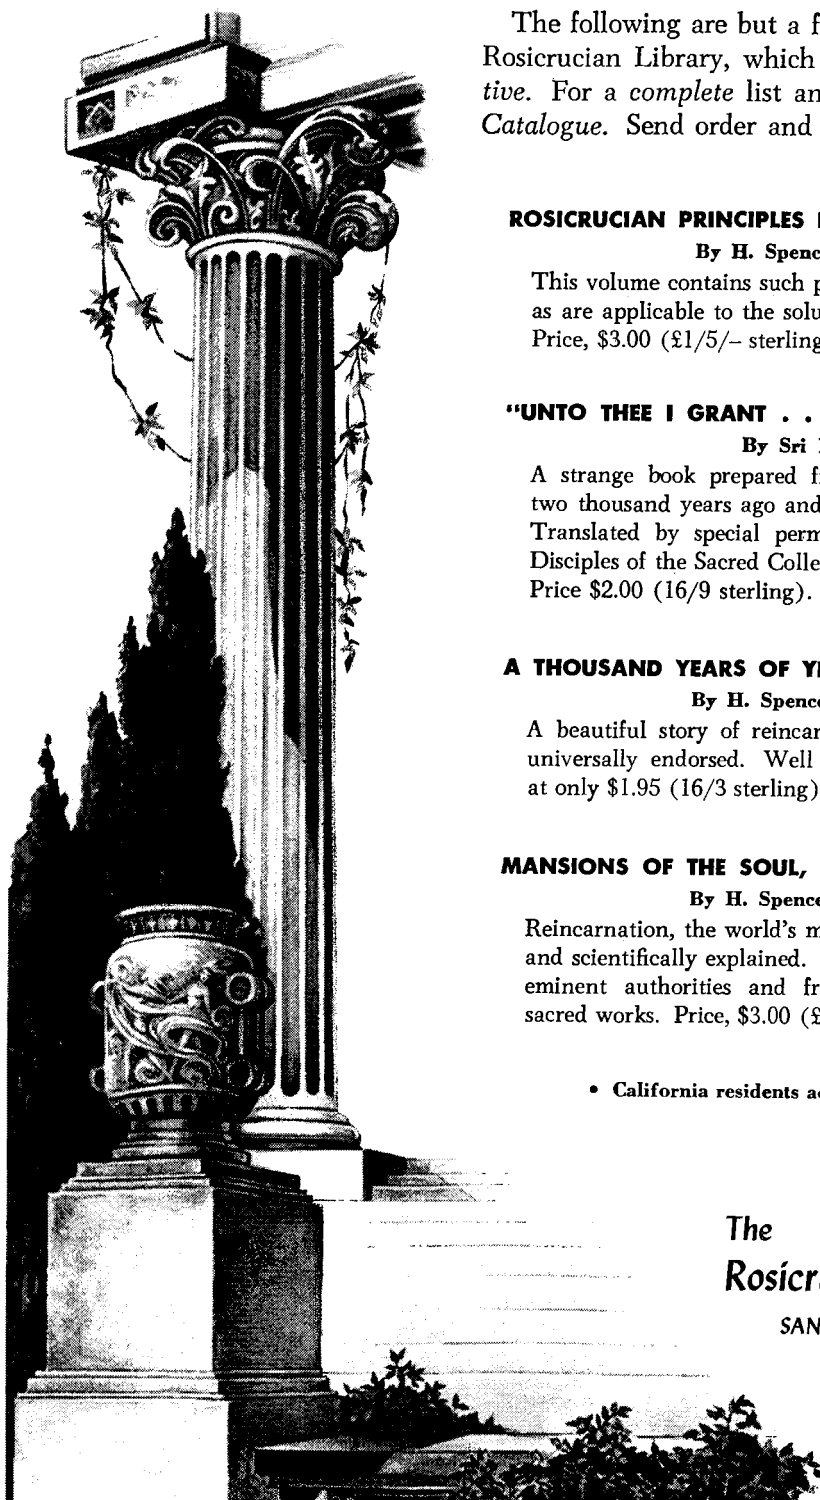 The following are but a f
Rosicrucian Library, which
tive. For a complete list an
Catalogue. Send order and
ROSICRUCIAN PRINCIPLES
By H. Spenc
This volume contains such p
as are applicable to the solu
Price, $3.00 (£1/5/– sterling
"UNTO THEE I GRANT . .
By Sri
A strange book prepared f
two thousand years ago and
Translated by special perm
Disciples of the Sacred Colle
Price $2.00 (16/9 sterling).
A THOUSAND YEARS OF Y
By H. Spence
A beautiful story of reincar
universally endorsed. Well
at only $1.95 (16/3 sterling)
MANSIONS OF THE SOUL,
By H. Spence
Reincarnation, the world's m
and scientifically explained.
eminent authorities and fr
sacred works. Price, $3.00 (£
• California residents a
The
Rosicr
SAN